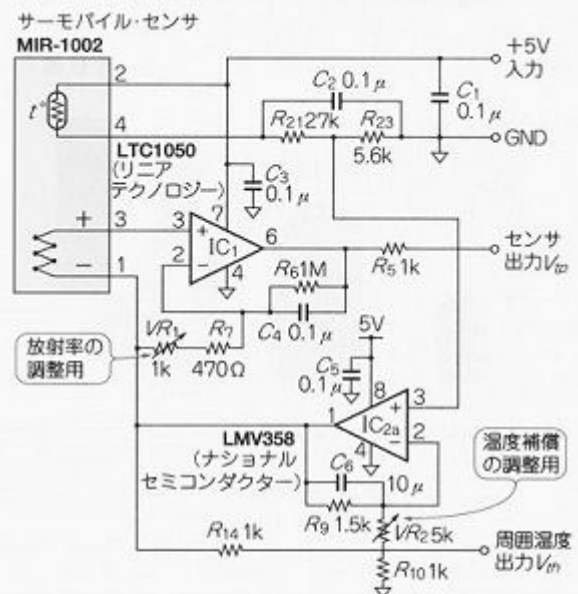 サーモパイル・センサ
MIR-1002
2
+5V
入力
t°
C2 0.1μ
C1
0.1μ
4
R21 27k
R23
5.6k
GND
LTC1050
(リニア
テクノロジー)
C3
0.1μ
7
+
3
3
+
IC1
6
2
−
4
−
1
R5 1k
センサ
出力Vtp
R6 1M
C4 0.1μ
VR1
1k
R7
470Ω
放射率の
調整用
5V
C5
0.1μ
8
1
+
3
IC2a
−
2
4
LMV358
(ナショナル
セミコンダクター)
C6
10μ
R9 1.5k
VR2 5k
温度補償
の調整用
R14 1k
周囲温度
出力Vth
R10 1k